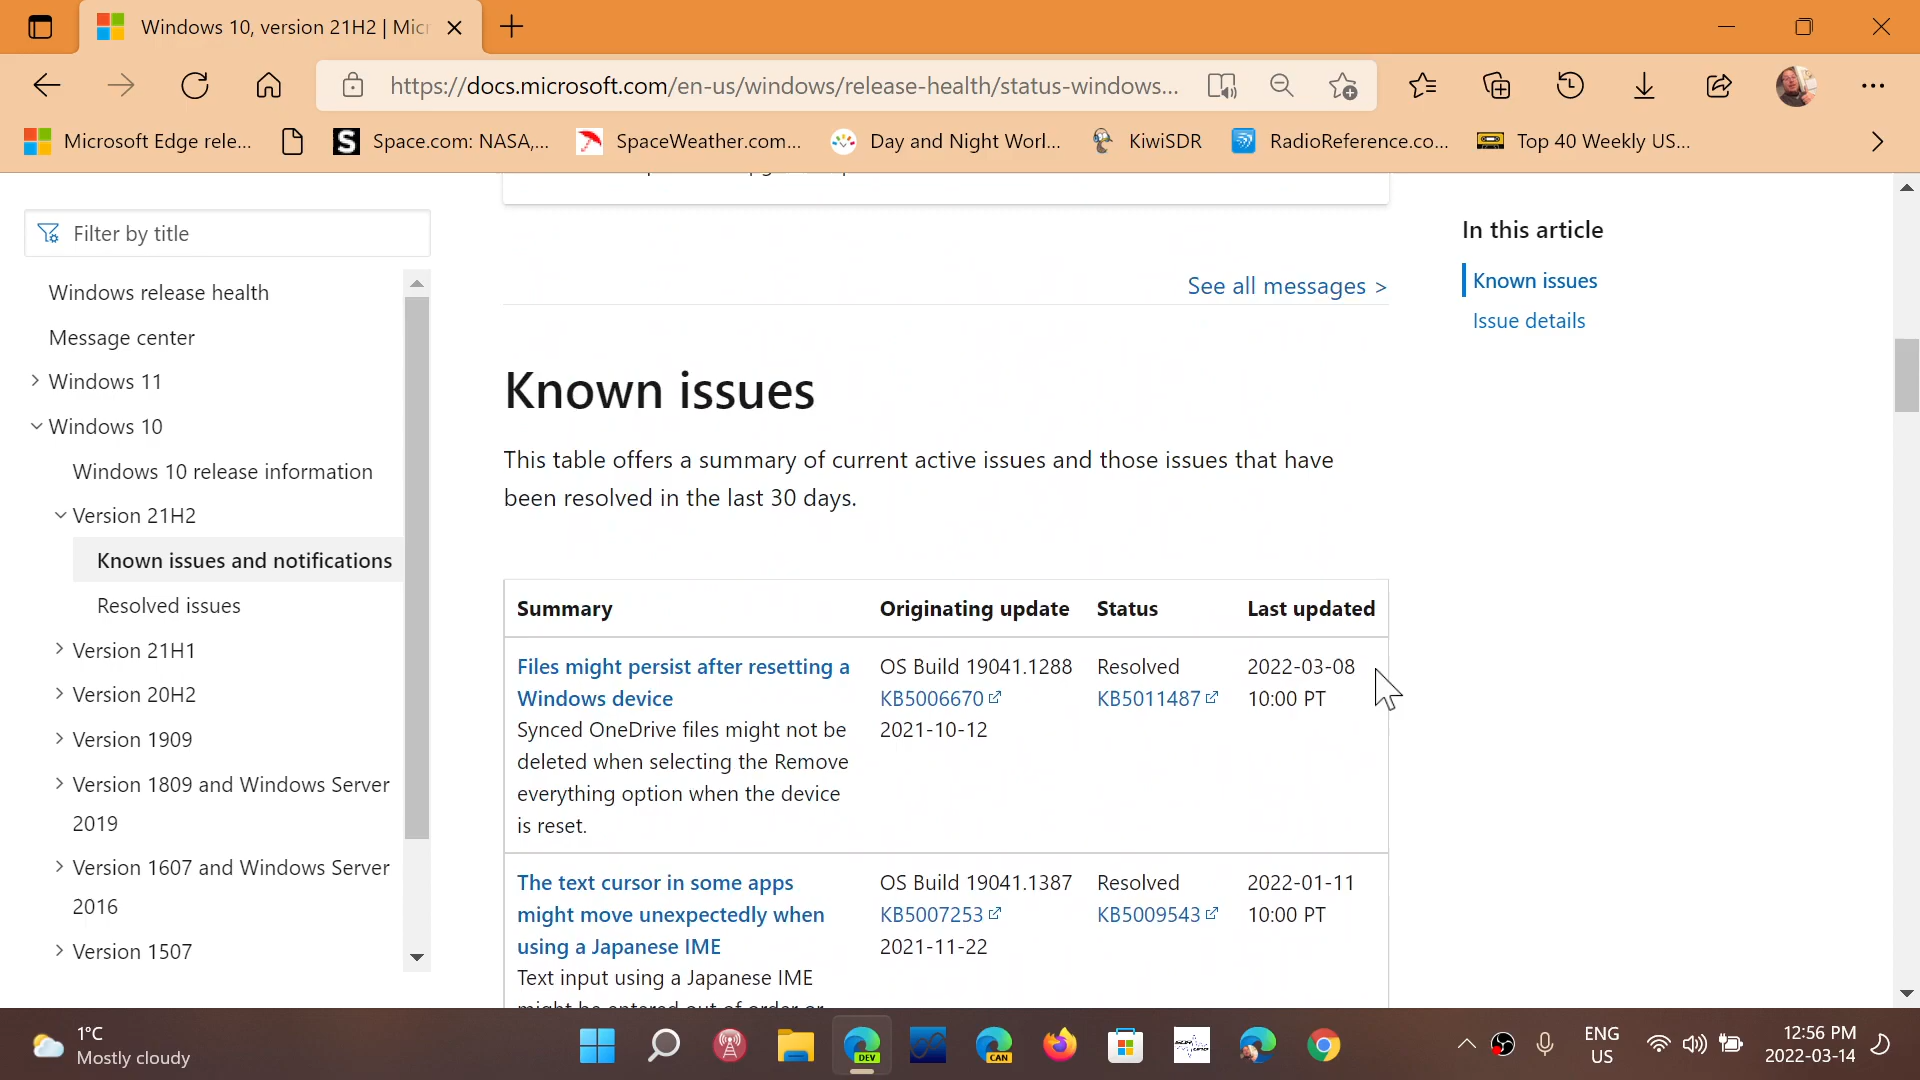 Windows 10, version 21H2 | Micr
https://docs.microsoft.com/en-us/windows/release-health/status-windows...
Microsoft Edge rele...
Space.com: NASA,...
SpaceWeather.com...
Day and Night Worl...
KiwiSDR
RadioReference.co...
Top 40 Weekly US...
Filter by title
Windows release health
Message center
Windows 11
Windows 10
Windows 10 release information
Version 21H2
Known issues and notifications
Resolved issues
Version 21H1
Version 20H2
Version 1909
Version 1809 and Windows Server
2019
Version 1607 and Windows Server
2016
Version 1507
See all messages >
Known issues
This table offers a summary of current active issues and those issues that have
been resolved in the last 30 days.
Summary Originating update Status Last updated
Files might persist after resetting a OS Build 19041.1288 Resolved 2022-03-08
Windows device KB5006670 KB5011487 10:00 PT
Synced OneDrive files might not be 2021-10-12
deleted when selecting the Remove
everything option when the device
is reset.
The text cursor in some apps OS Build 19041.1387 Resolved 2022-01-11
might move unexpectedly when KB5007253 KB5009543 10:00 PT
using a Japanese IME 2021-11-22
Text input using a Japanese IME
might be entered out of order or
In this article
Known issues
Issue details
1°C
Mostly cloudy
DEV
CAN
ENG
US
12:56 PM
2022-03-14